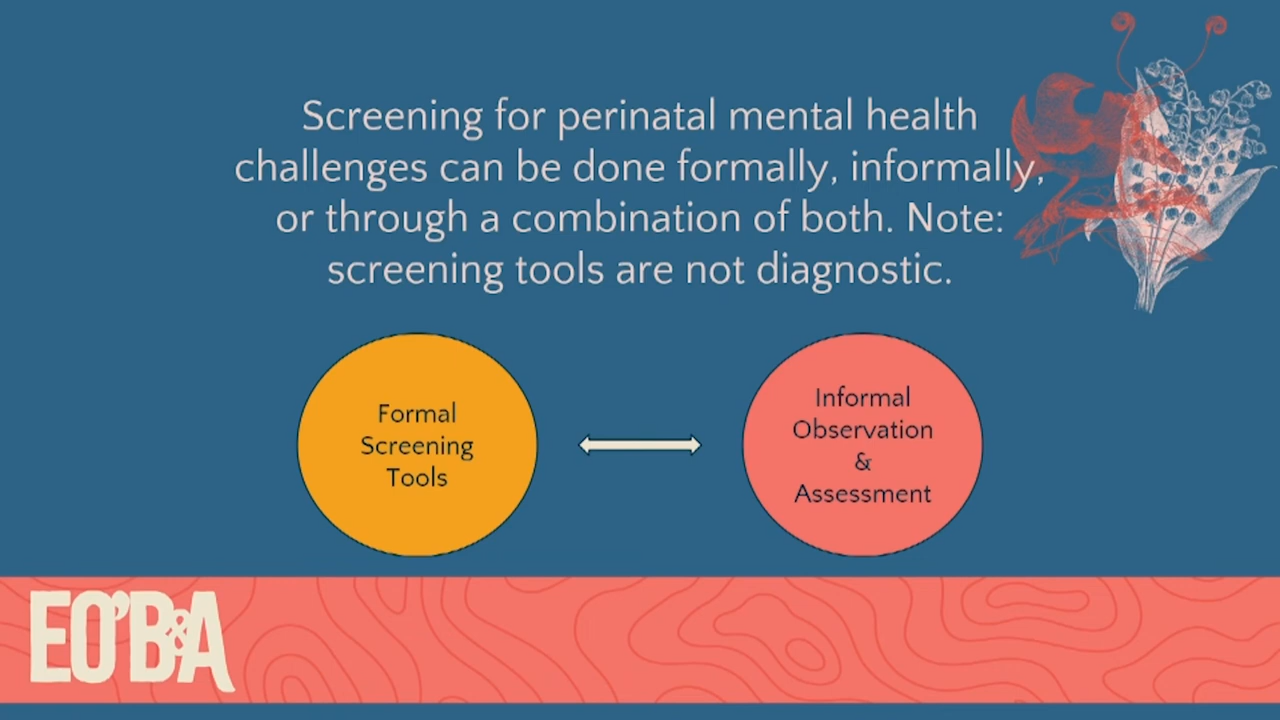 Screening for perinatal mental health
challenges can be done formally, informally,
or through a combination of both. Note:
screening tools are not diagnostic.
Formal
Screening
Tools
Informal
Observation
&
Assessment
EO'B&A